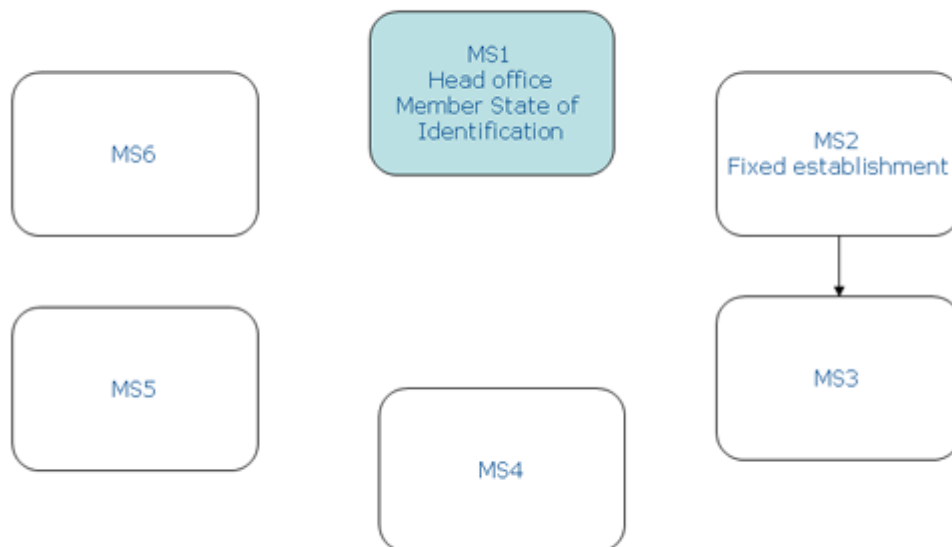 MS1
Head office
Member State of
Identification
MS6
MS2
Fixed establishment
MS5
MS3
MS4